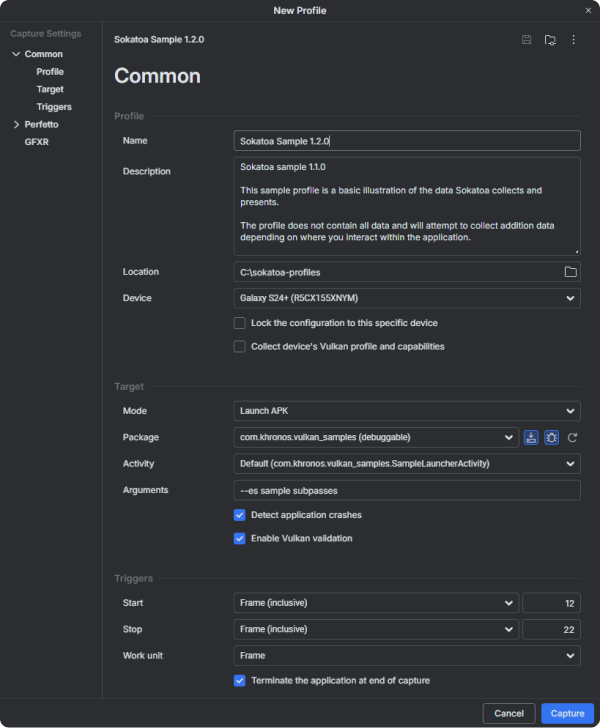 New Profile
Capture Settings
Common
Profile
Target
Triggers
Perfetto
GFXR
Sokatoa Sample 1.2.0
Common
Profile
Name
Sokatoa Sample 1.2.0
Description
Sokatoa sample 1.1.0
This sample profile is a basic illustration of the data Sokatoa collects and
presents.
The profile does not contain all data and will attempt to collect addition data
depending on where you interact within the application.
Location
C:\sokatoa-profiles
Device
Galaxy S24+ (R5CX155XNYM)
Lock the configuration to this specific device
Collect device's Vulkan profile and capabilities
Target
Mode
Launch APK
Package
com.khronos.vulkan_samples (debuggable)
Activity
Default (com.khronos.vulkan_samples.SampleLauncherActivity)
Arguments
--es sample subpasses
Detect application crashes
Enable Vulkan validation
Triggers
Start
Frame (inclusive)
12
Stop
Frame (inclusive)
22
Work unit
Frame
Terminate the application at end of capture
Cancel
Capture